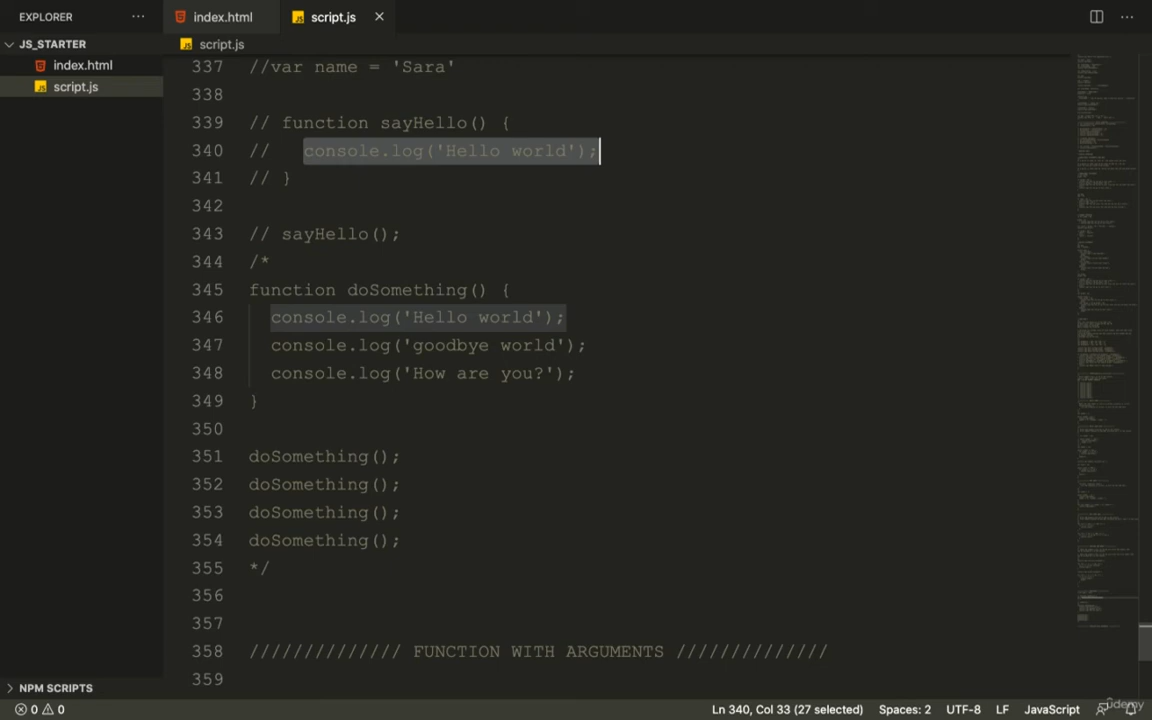 EXPLORER
index.html
script.js
JS_STARTER
script.js
index.html
script.js
337 //var name = 'Sara'
338
339 // function sayHello() {
340 //   console.log('Hello world');
341 // }
342
343 // sayHello();
344 /*
345 function doSomething() {
346   console.log('Hello world');
347   console.log('goodbye world');
348   console.log('How are you?');
349 }
350
351 doSomething();
352 doSomething();
353 doSomething();
354 doSomething();
355 */
356
357
358 ////////////// FUNCTION WITH ARGUMENTS //////////////
359
NPM SCRIPTS
0 0 Ln 340, Col 33 (27 selected) Spaces: 2 UTF-8 LF JavaScript
Udemy